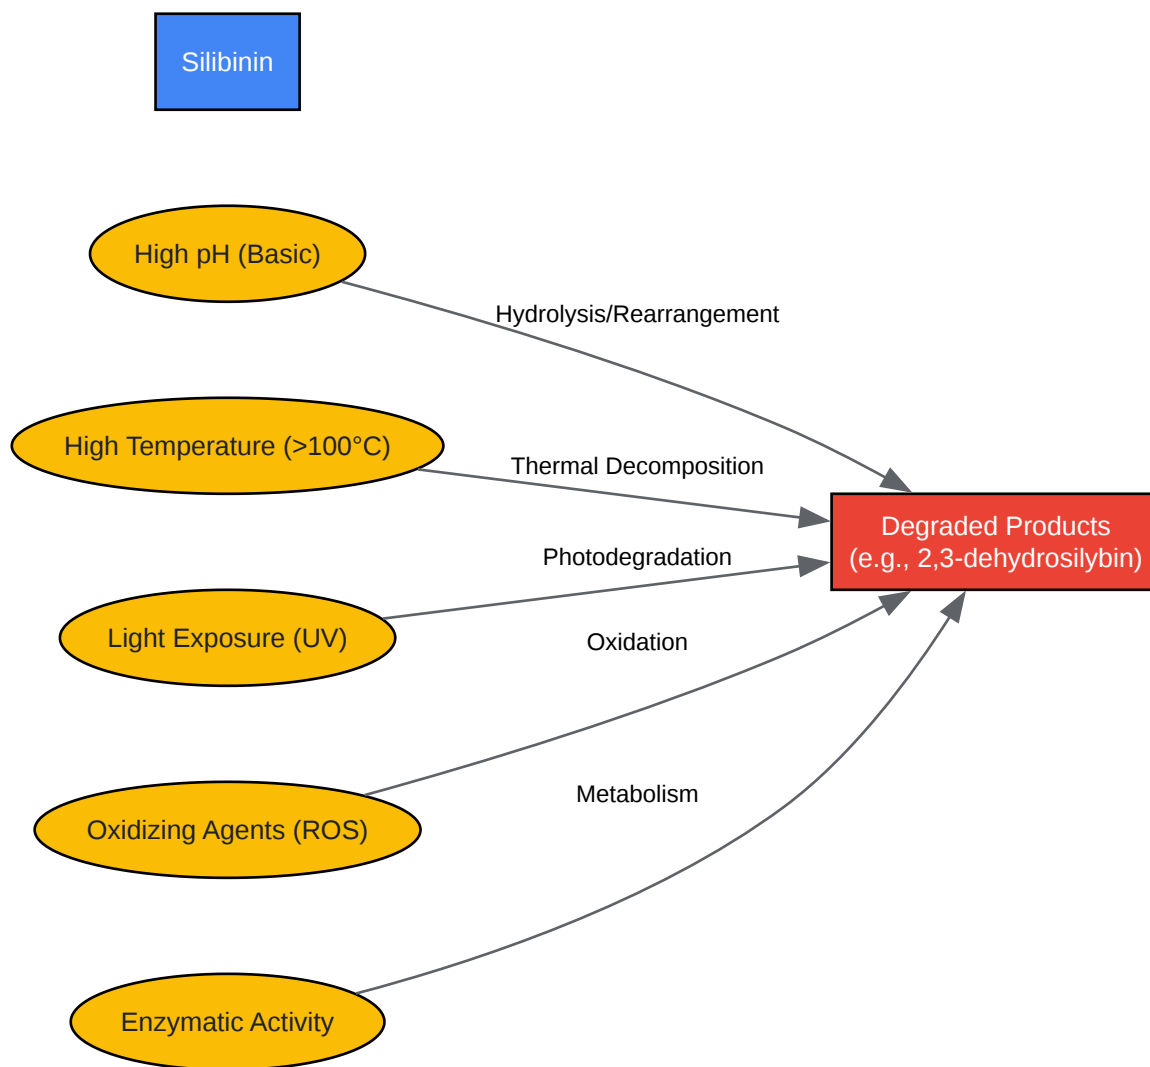 Silibinin
High pH (Basic)
Hydrolysis/Rearrangement
High Temperature (>100°C)
Thermal Decomposition
Degraded Products
(e.g., 2,3-dehydrosilybin)
Photodegradation
Light Exposure (UV)
Oxidation
Metabolism
Oxidizing Agents (ROS)
Enzymatic Activity